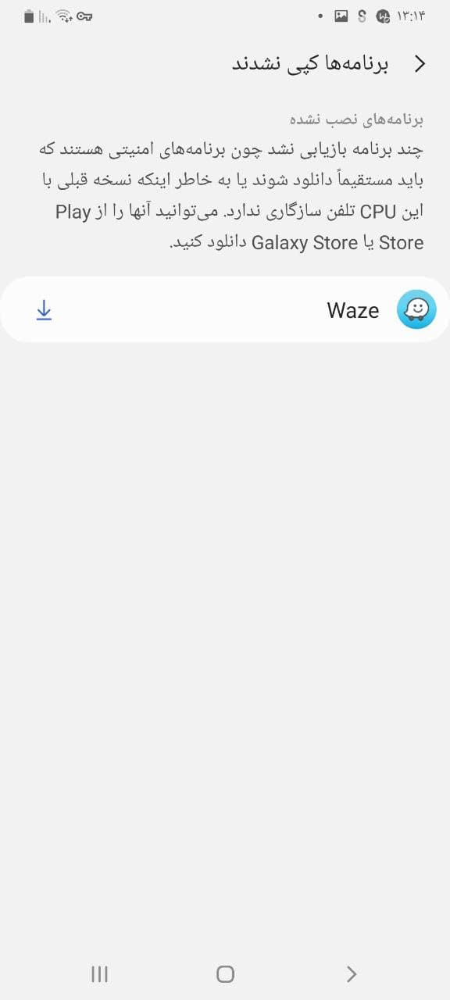 ۱۳:۱۴
برنامه‌ها کپی نشدند
برنامه‌های نصب نشده
چند برنامه بازیابی نشد چون برنامه‌های امنیتی هستند که
باید مستقیماً دانلود شوند یا به خاطر اینکه نسخه قبلی با
این CPU تلفن سازگاری ندارد. می‌توانید آنها را از Play
Store یا Galaxy Store دانلود کنید.
Waze